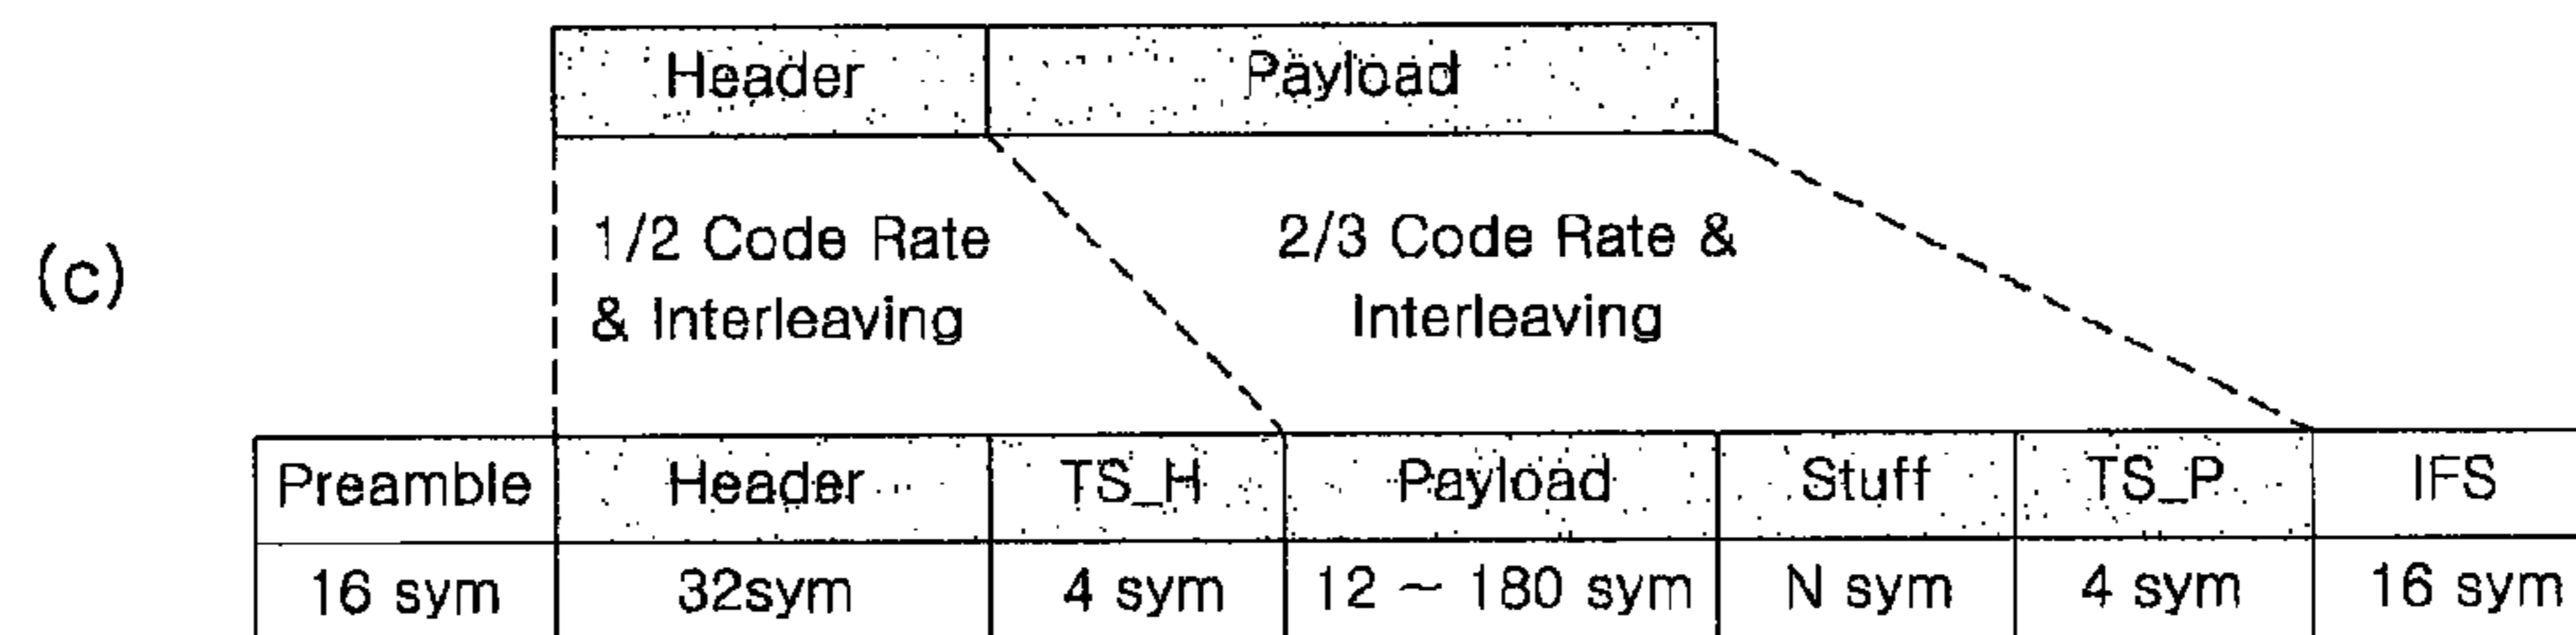 Header Payload
(c)
1/2 Code Rate
& Interleaving
2/3 Code Rate &
Interleaving
Preamble Header TS_H Payload Stuff TS_P IFS
16 sym 32sym 4 sym 12 ~ 180 sym N sym 4 sym 16 sym